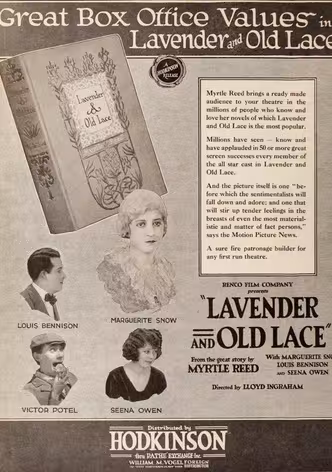 Great Box Office Values in
Lavender and Old Lace
A
HODKINSON
RELEASE
Lavender
&
Old Lace
Myrtle Reed brings a ready made
audience to your theatre in the
millions of people who know and
love her novels of which Lavender
and Old Lace is the most popular.
Millions have seen — know and
have applauded in 50 or more great
screen successes every member of
the all star cast in Lavender and
Old Lace.
And the picture itself is one "be-
fore which the sentimentalists will
fall down and adore; and one that
will stir up tender feelings in the
breasts of even the most material-
istic and matter of fact persons,"
says the Motion Picture News.
A sure fire patronage builder for
any first run theatre.
LOUIS BENNISON
MARGUERITE SNOW
VICTOR POTEL
SEENA OWEN
RENCO FILM COMPANY
presents
"LAVENDER
AND OLD LACE"
From the great story by
MYRTLE REED
With MARGUERITE SNO
LOUIS BENNISON
AND SEENA OWEN
Directed by LLOYD INGRAHAM
Distributed by
HODKINSON
thru PATHÉ EXCHANGE Inc.
WILLIAM M. VOGEL FOREIGN
DISTRIBUTOR